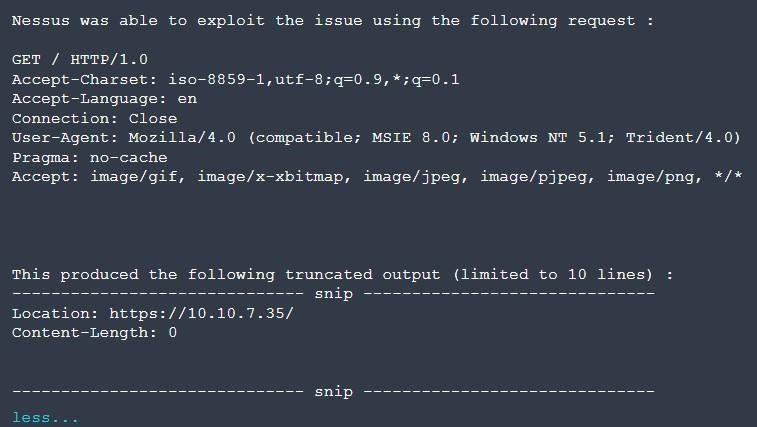 Nessus was able to exploit the issue using the following request :
GET / HTTP/1.0
Accept-Charset: iso-8859-1,utf-8;q=0.9,*;q=0.1
Accept-Language: en
Connection: Close
User-Agent: Mozilla/4.0 (compatible; MSIE 8.0; Windows NT 5.1; Trident/4.0)
Pragma: no-cache
Accept: image/gif, image/x-xbitmap, image/jpeg, image/pjpeg, image/png, */*
This produced the following truncated output (limited to 10 lines) :
------------------------------ snip ------------------------------
Location: https://10.10.7.35/
Content-Length: 0
------------------------------ snip ------------------------------
less...